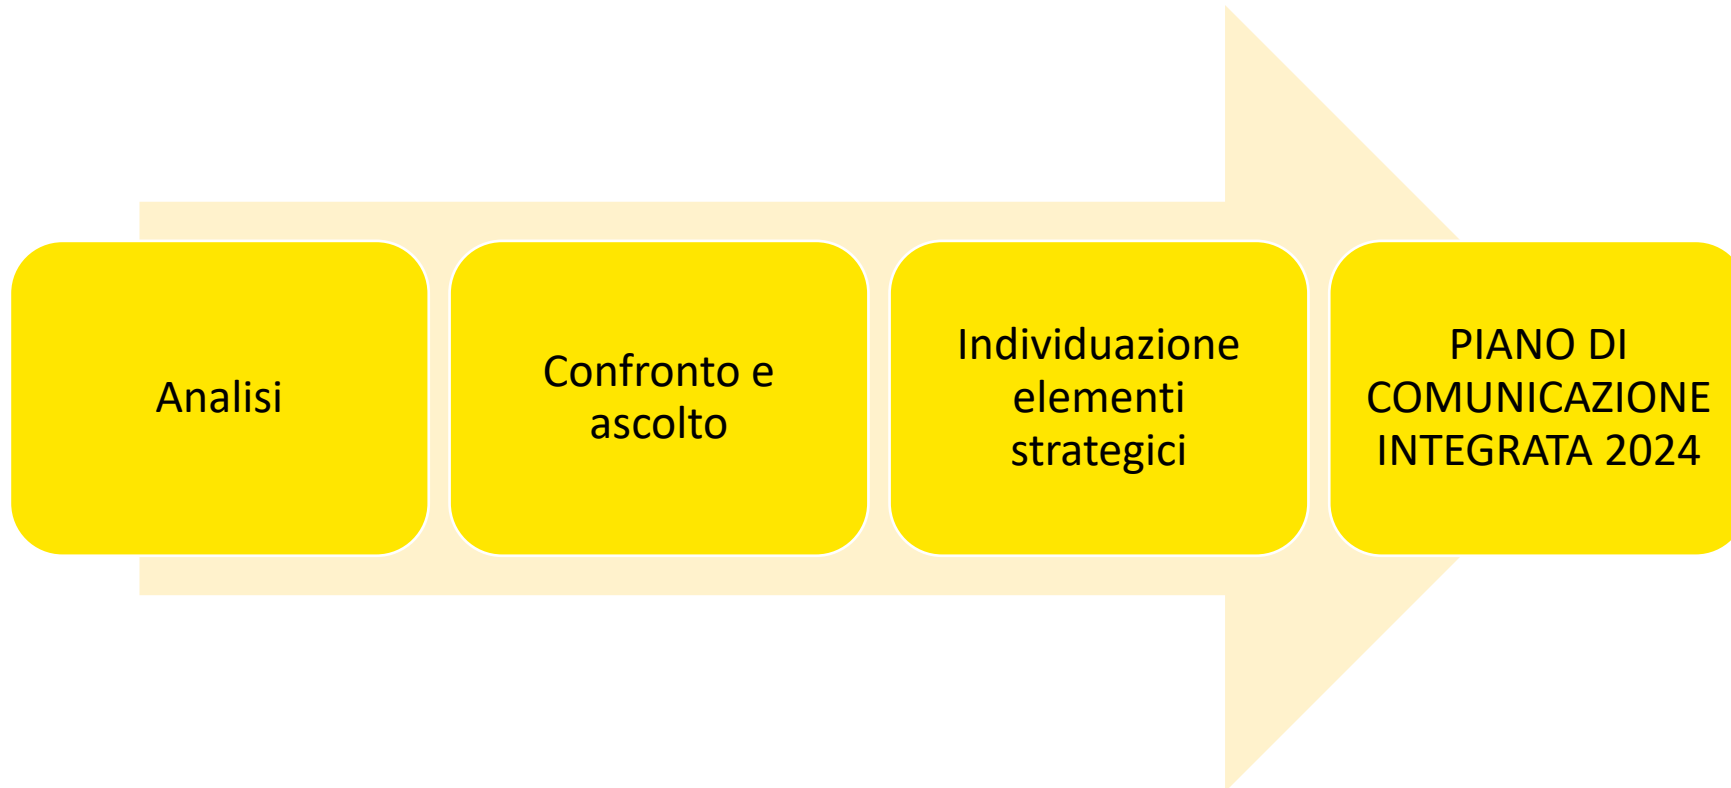 Analisi
Confronto e
ascolto
Individuazione
elementi
strategici
PIANO DI
COMUNICAZIONE
INTEGRATA 2024